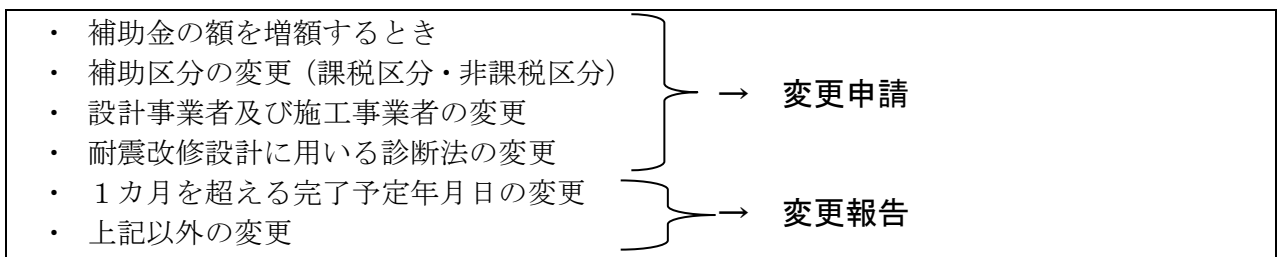 ・ 補助金の額を増額するとき
・ 補助区分の変更（課税区分・非課税区分）
・ 設計事業者及び施工事業者の変更
・ 耐震改修設計に用いる診断法の変更
→ 変更申請
・ １カ月を超える完了予定年月日の変更
・ 上記以外の変更
→ 変更報告